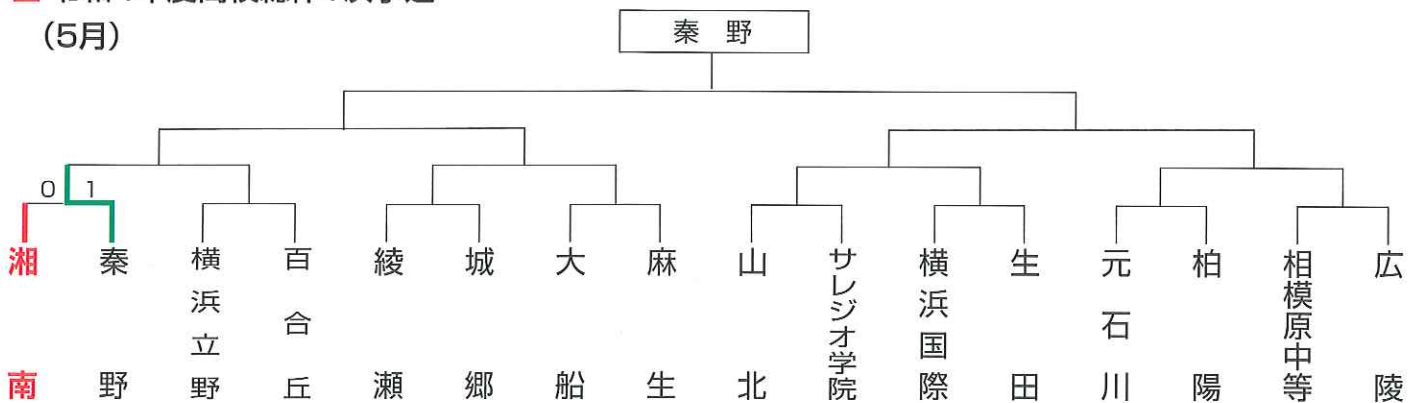 (5月)
秦野
0 1
湘南
秦野
横浜立野
百合丘
綾瀬
城郷
大船
麻生
山北
サレジオ学院
横浜国際
生田
元石川
柏陽
相模原中等
広陵